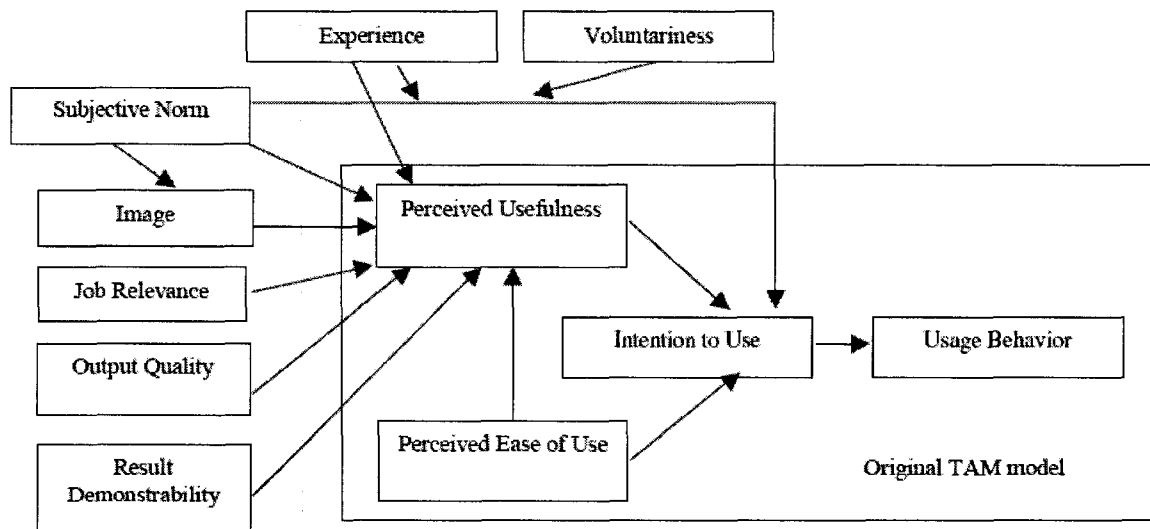 Experience
Voluntariness
Subjective Norm
Image
Perceived Usefulness
Job Relevance
Intention to Use
Usage Behavior
Output Quality
Perceived Ease of Use
Result
Demonstrability
Original TAM model